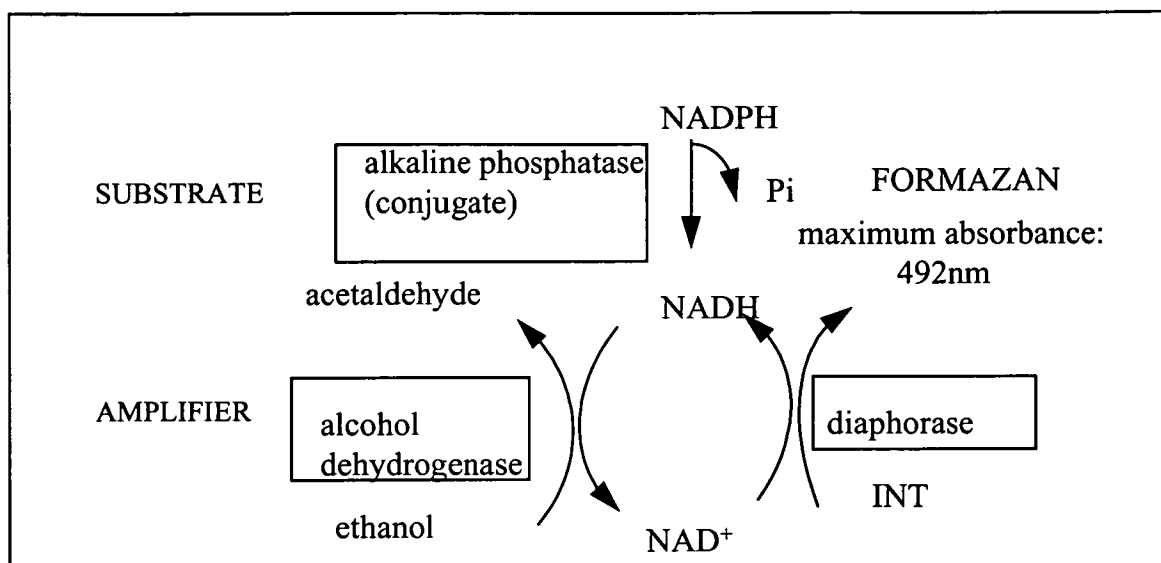 NADPH
alkaline phosphatase
(conjugate)
SUBSTRATE
Pi
FORMAZAN
maximum absorbance:
492nm
acetaldehyde
NADH
AMPLIFIER
alcohol
dehydrogenase
diaphorase
ethanol
INT
NAD⁺